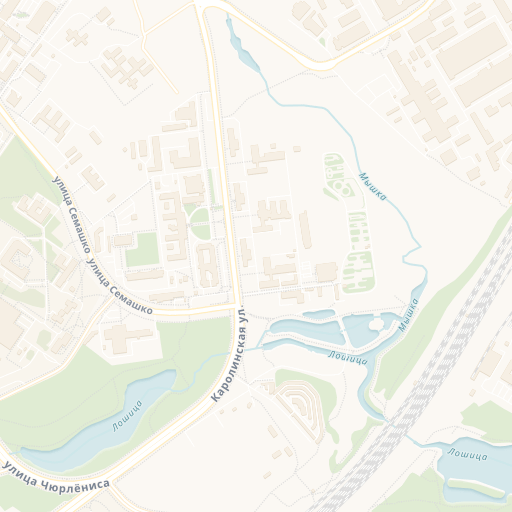 Мышка
улица Семашко
улица Семашко
Мышка
Каролинская ул.
Лошица
Лошица
Лошица
улица Чюрлёниса